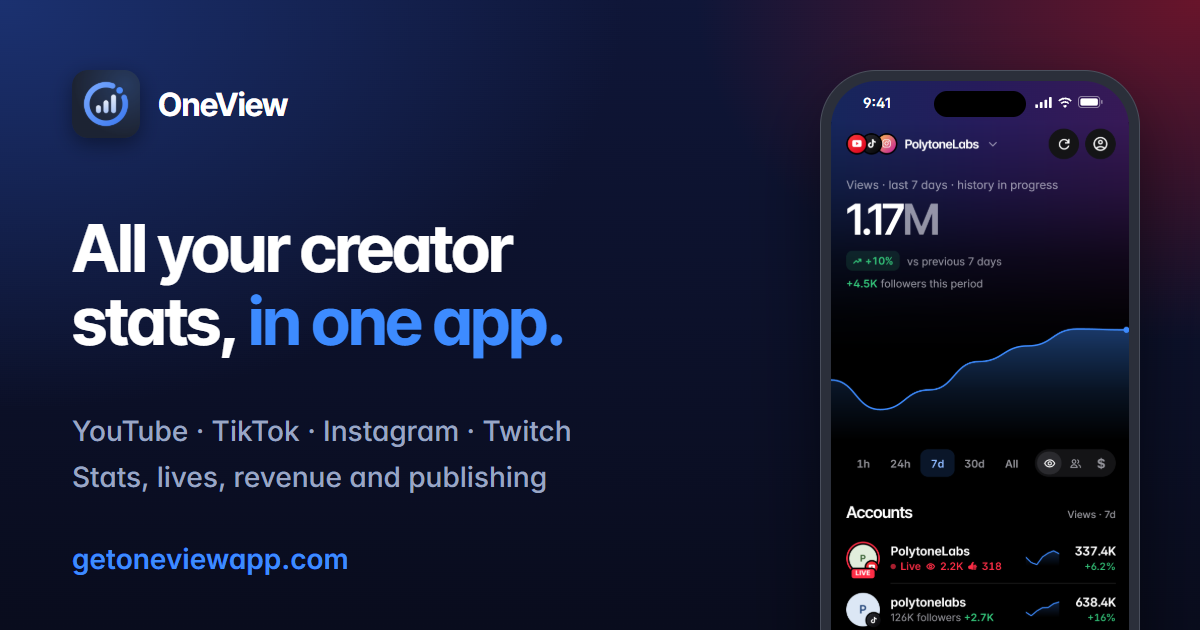 OneView
All your creator
stats, in one app.
YouTube · TikTok · Instagram · Twitch
Stats, lives, revenue and publishing
getoneviewapp.com
9:41
PolytoneLabs
Views · last 7 days · history in progress
1.17M
+10% vs previous 7 days
+4.5K followers this period
1h 24h 7d 30d All $
Accounts Views · 7d
P PolytoneLabs 337.4K
LIVE Live 2.2K 318 +6.2%
P polytonelabs 638.4K
126K followers +2.7K +16%